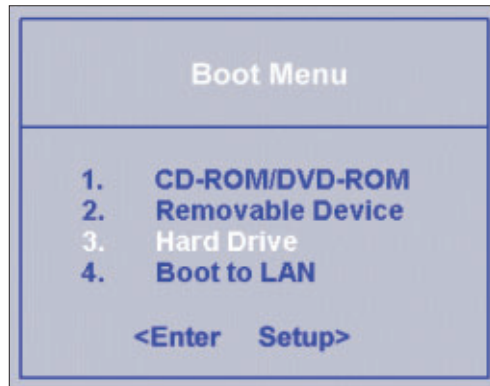 Boot Menu
1. CD-ROM/DVD-ROM
2. Removable Device
3. Hard Drive
4. Boot to LAN
<Enter Setup>